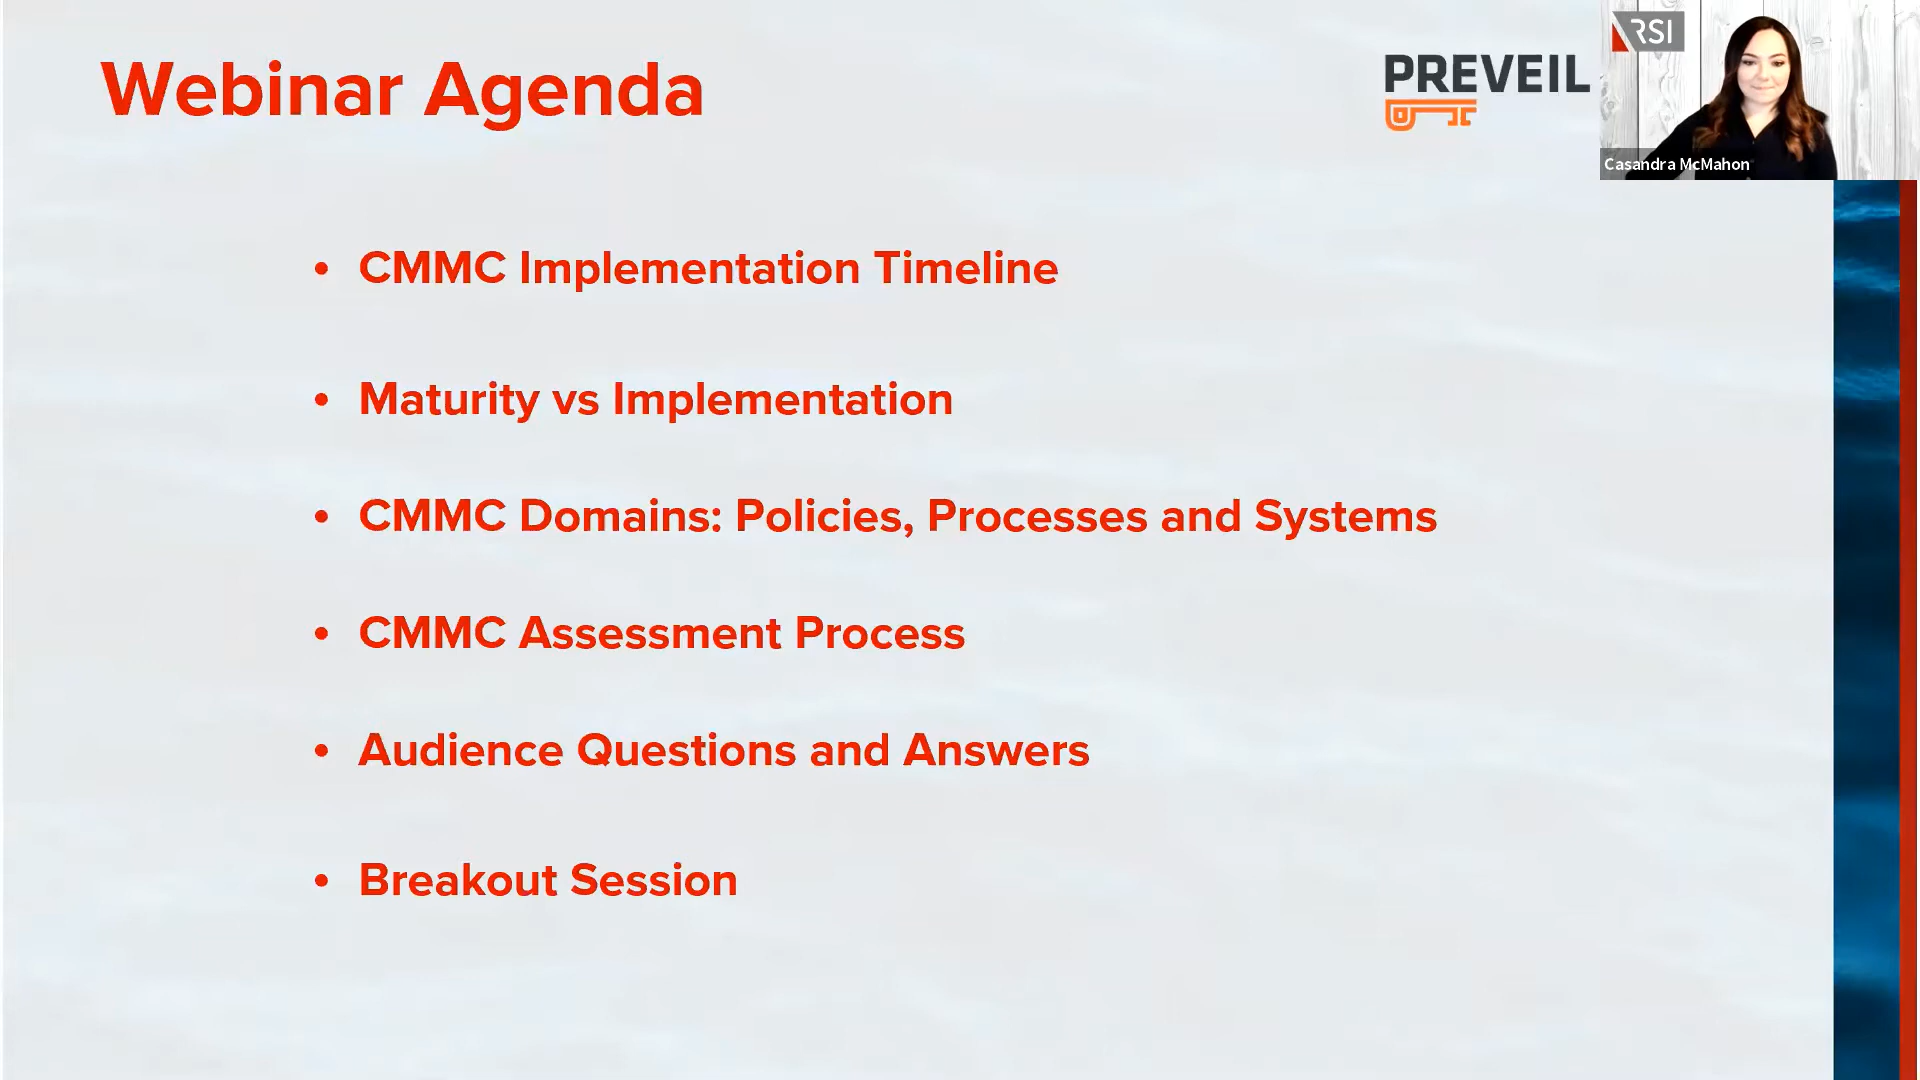 Webinar Agenda
PREVEIL
RSI
Casandra McMahon
• CMMC Implementation Timeline
• Maturity vs Implementation
• CMMC Domains: Policies, Processes and Systems
• CMMC Assessment Process
• Audience Questions and Answers
• Breakout Session